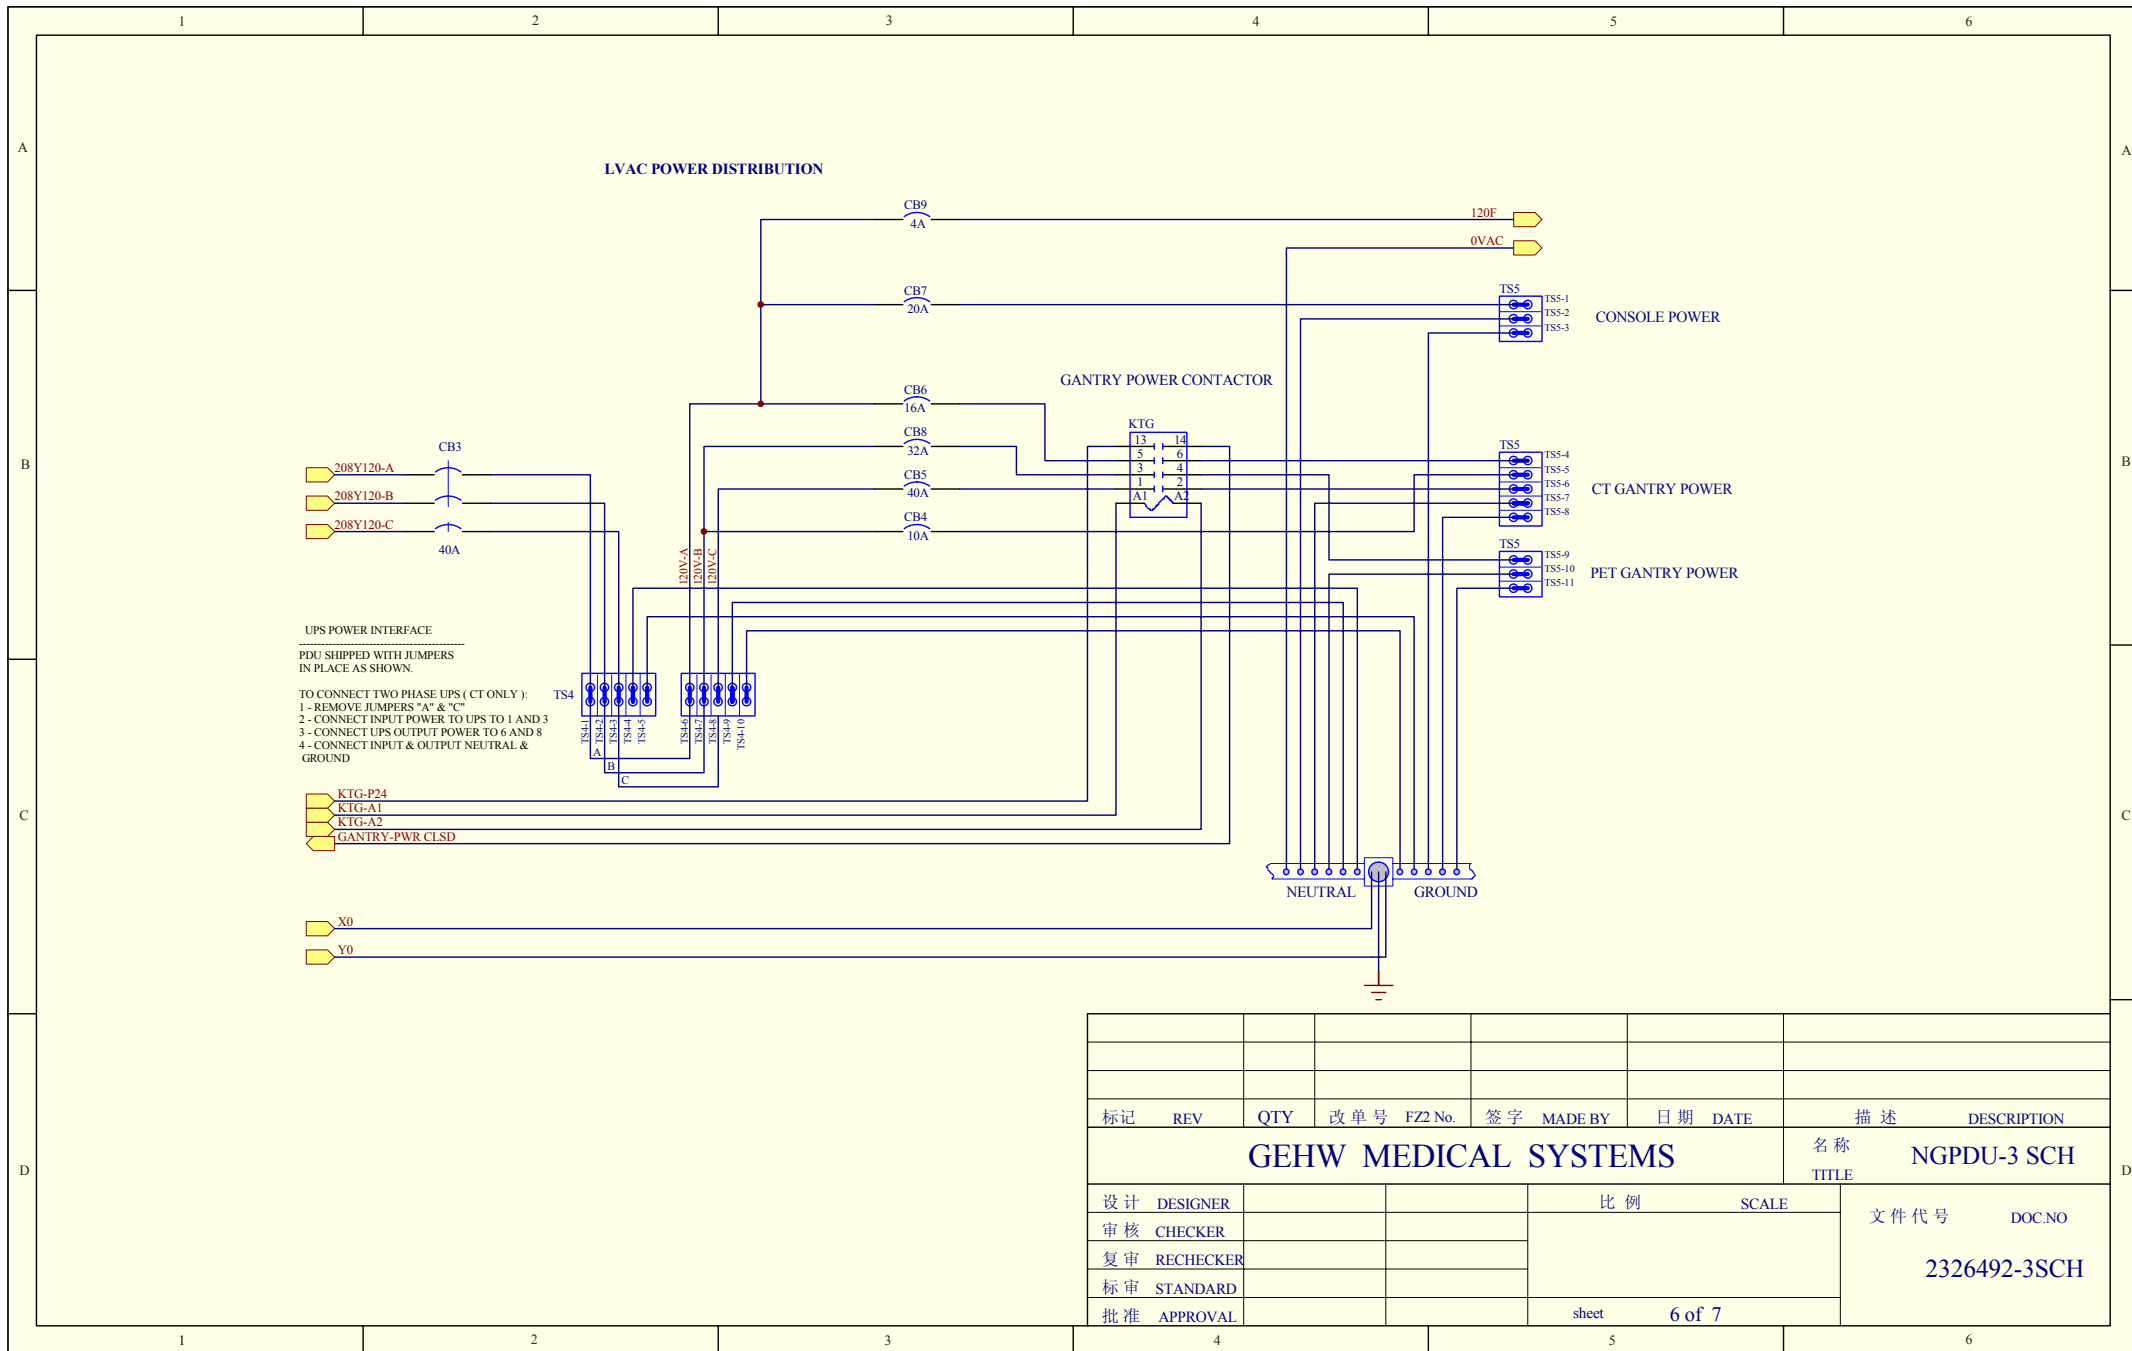 1 2 3 4 5 6
A A
LVAC POWER DISTRIBUTION
CB9
4A
120F
0VAC
CB7
20A
TS5
TS5-1
TS5-2
TS5-3
CONSOLE POWER
GANTRY POWER CONTACTOR
CB6
16A
CB8
32A
CB5
40A
CB4
10A
KTG
13 14
5 6
3 4
1 2
A1 A2
B B
CB3
208Y120-A
208Y120-B
208Y120-C
40A
TS5
TS5-4
TS5-5
TS5-6
TS5-7
TS5-8
CT GANTRY POWER
TS5
TS5-9
TS5-10
TS5-11
PET GANTRY POWER
120V-A
120V-B
120V-C
UPS POWER INTERFACE
--------------------------------------------
PDU SHIPPED WITH JUMPERS
IN PLACE AS SHOWN.
TO CONNECT TWO PHASE UPS ( CT ONLY ):
1 - REMOVE JUMPERS "A" & "C"
2 - CONNECT INPUT POWER TO UPS TO 1 AND 3
3 - CONNECT UPS OUTPUT POWER TO 6 AND 8
4 - CONNECT INPUT & OUTPUT NEUTRAL &
GROUND
TS4
TS4-1
TS4-2
TS4-3
TS4-4
TS4-5
TS4-6
TS4-7
TS4-8
TS4-9
TS4-10
A
B
C
KTG-P24
KTG-A1
KTG-A2
GANTRY-PWR CLSD
C C
NEUTRAL GROUND
X0
Y0
标记 REV QTY 改单号 FZ2 No. 签字 MADE BY 日期 DATE 描述 DESCRIPTION
GEHW MEDICAL SYSTEMS
名称
TITLE
NGPDU-3 SCH
D D
设计 DESIGNER
比例 SCALE
审核 CHECKER
文件代号 DOC.NO
复审 RECHECKER
2326492-3SCH
标审 STANDARD
批准 APPROVAL
sheet 6 of 7
1 2 3 4 5 6